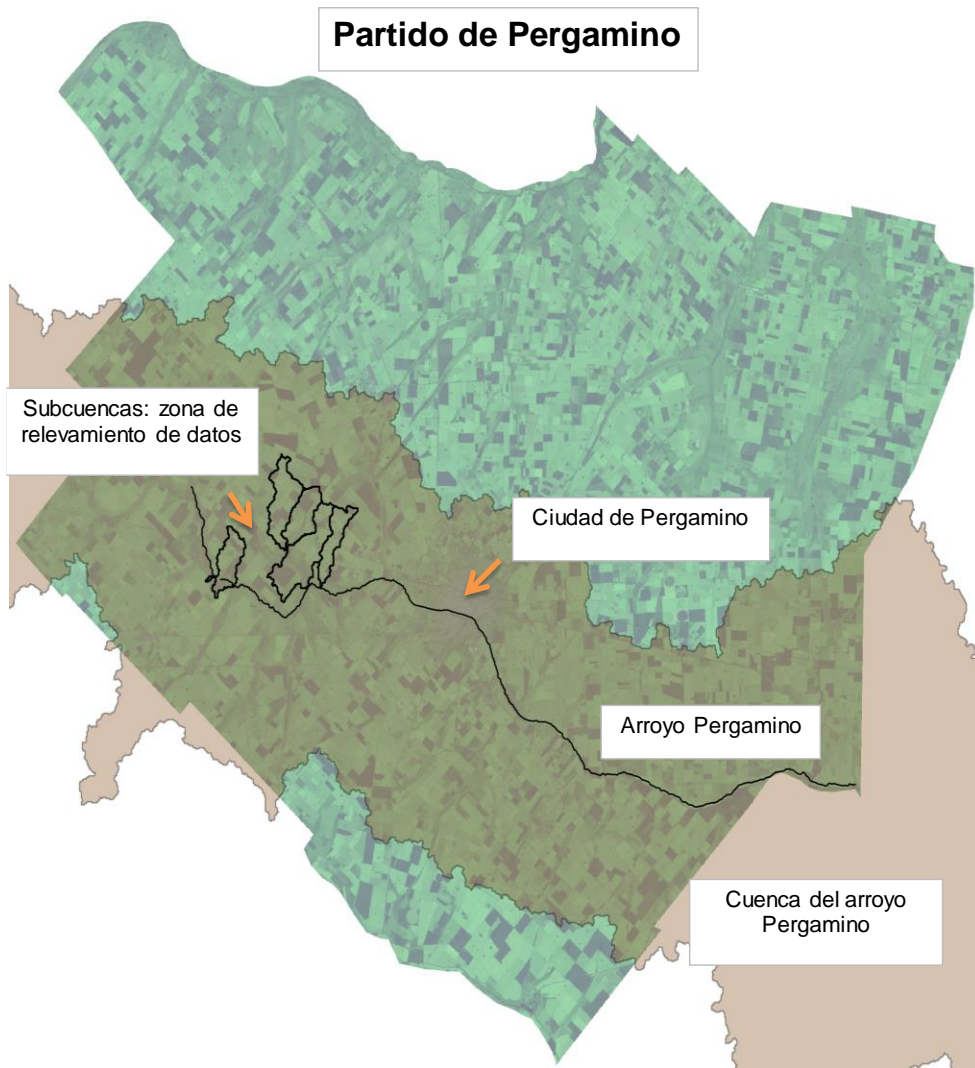 Partido de Pergamino
Subcuencas: zona de
relevamiento de datos
Ciudad de Pergamino
Arroyo Pergamino
Cuenca del arroyo
Pergamino